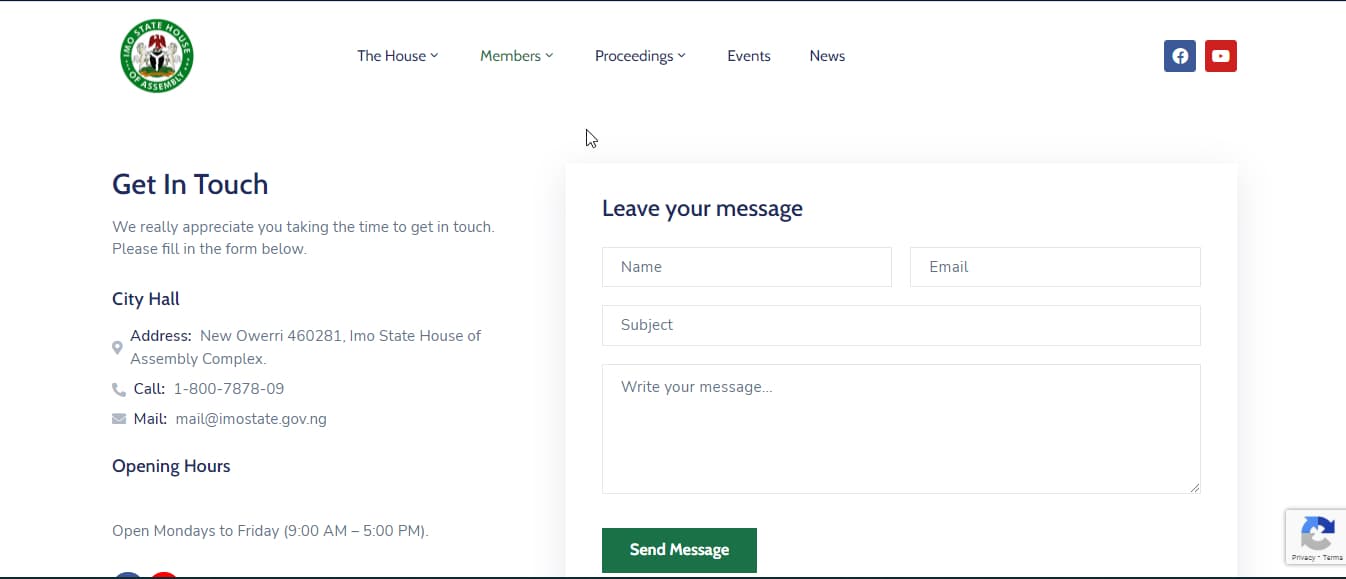 IMO STATE HOUSE
OF ASSEMBLY
The House
Members
Proceedings
Events
News
Get In Touch
We really appreciate you taking the time to get in touch.
Please fill in the form below.
City Hall
Address: New Owerri 460281, Imo State House of
Assembly Complex.
Call: 1-800-7878-09
Mail: mail@imostate.gov.ng
Opening Hours
Open Mondays to Friday (9:00 AM – 5:00 PM).
Leave your message
Name
Email
Subject
Write your message...
Send Message
Privacy - Terms